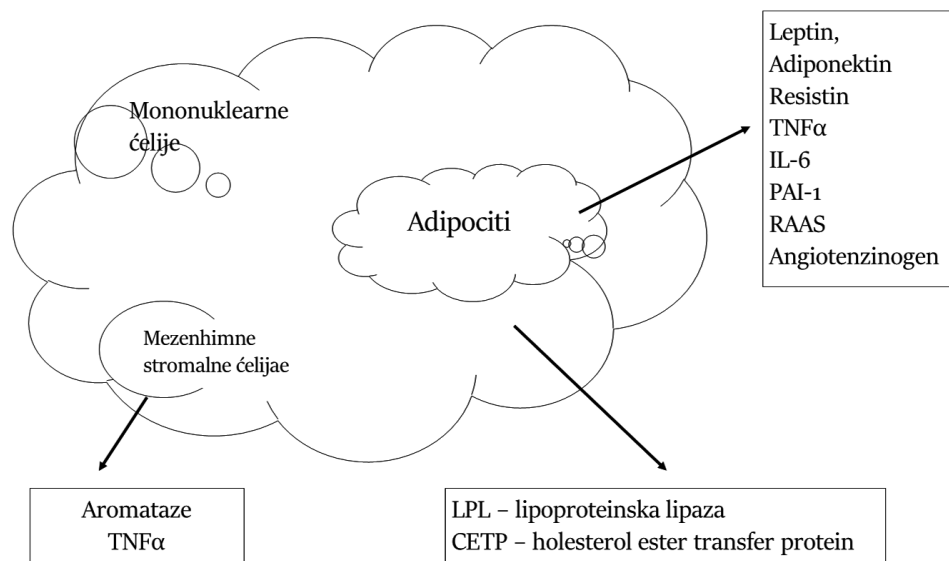 Mononuklearne
ćelije
Adipociti
Mezenhimne
stromalne ćelijae
Leptin,
Adiponektin
Resistin
TNFα
IL-6
PAI-1
RAAS
Angiotenzinogen
Aromataze
TNFα
LPL – lipoproteinska lipaza
CETP – holesterol ester transfer protein